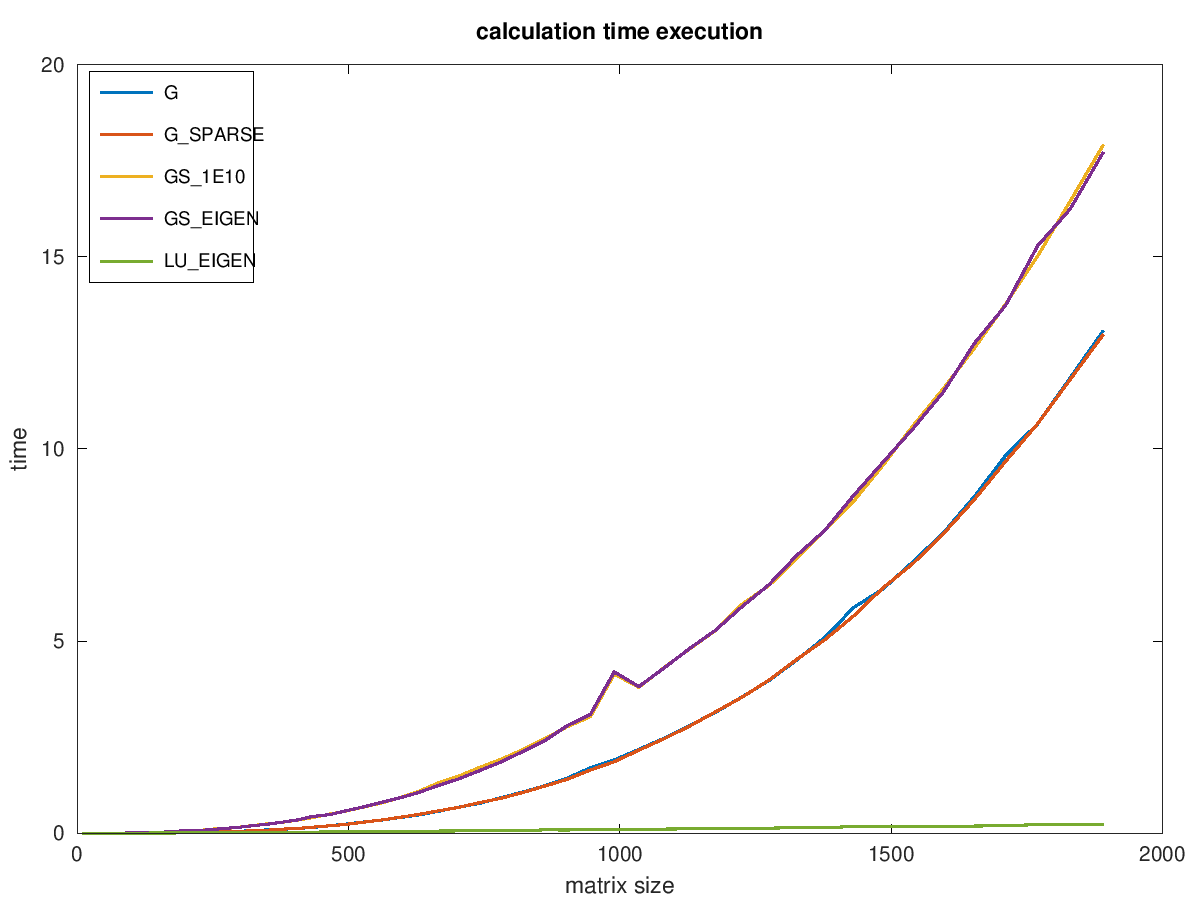 calculation time execution
20
15
10
5
0
time
G
G_SPARSE
GS_1E10
GS_EIGEN
LU_EIGEN
0
500
1000
1500
2000
matrix size